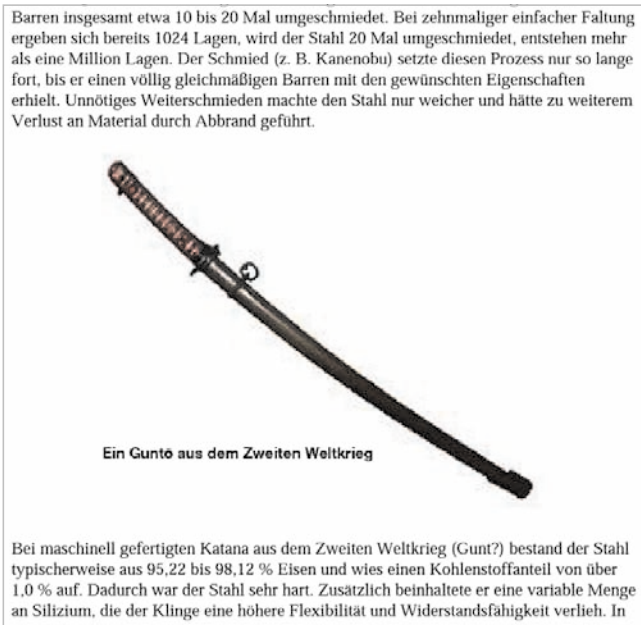 Barren insgesamt etwa 10 bis 20 Mal umgeschmiedet. Bei zehnmaliger einfacher Faltung
ergeben sich bereits 1024 Lagen, wird der Stahl 20 Mal umgeschmiedet, entstehen mehr
als eine Million Lagen. Der Schmied (z. B. Kanenobu) setzte diesen Prozess nur so lange
fort, bis er einen völlig gleichmäßigen Barren mit den gewünschten Eigenschaften
erhielt. Unnötiges Weiterschmieden machte den Stahl nur weicher und hätte zu weiterem
Verlust an Material durch Abbrand geführt.
Ein Guntō aus dem Zweiten Weltkrieg
Bei maschinell gefertigten Katana aus dem Zweiten Weltkrieg (Gunt?) bestand der Stahl
typischerweise aus 95,22 bis 98,12 % Eisen und wies einen Kohlenstoffanteil von über
1,0 % auf. Dadurch war der Stahl sehr hart. Zusätzlich beinhaltete er eine variable Menge
an Silizium, die der Klinge eine höhere Flexibilität und Widerstandsfähigkeit verlieh. In